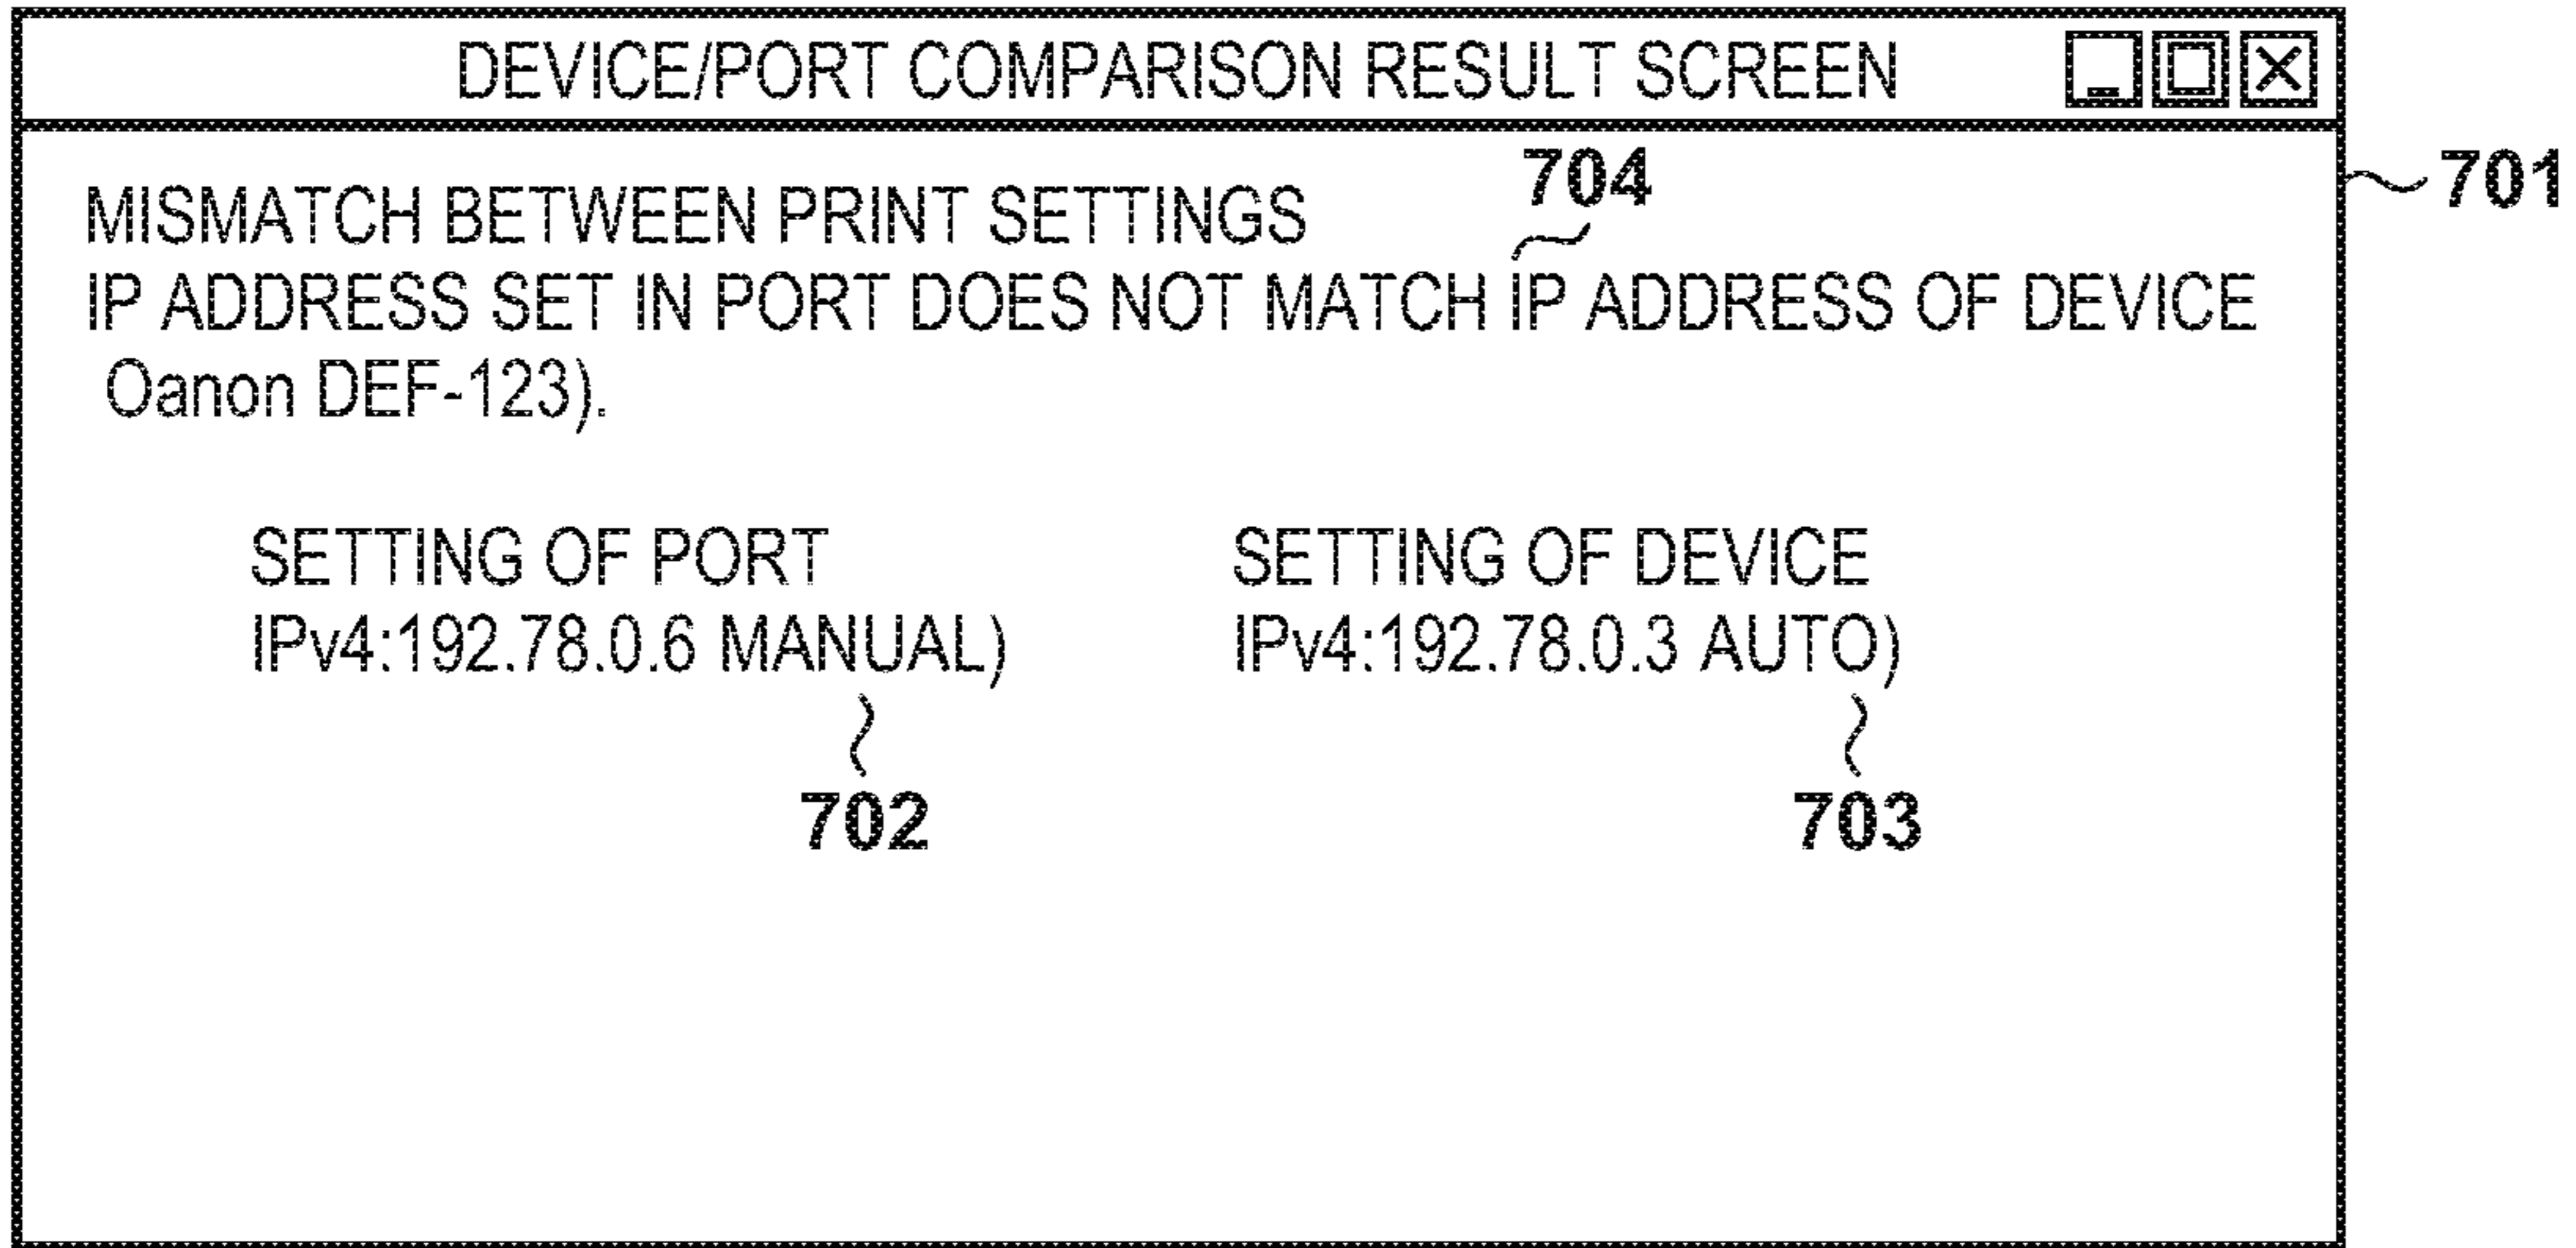 DEVICE/PORT COMPARISON RESULT SCREEN
701
704
MISMATCH BETWEEN PRINT SETTINGS
IP ADDRESS SET IN PORT DOES NOT MATCH IP ADDRESS OF DEVICE
Oanon DEF-123).
SETTING OF PORT
IPv4:192.78.0.6 MANUAL)
702
SETTING OF DEVICE
IPv4:192.78.0.3 AUTO)
703